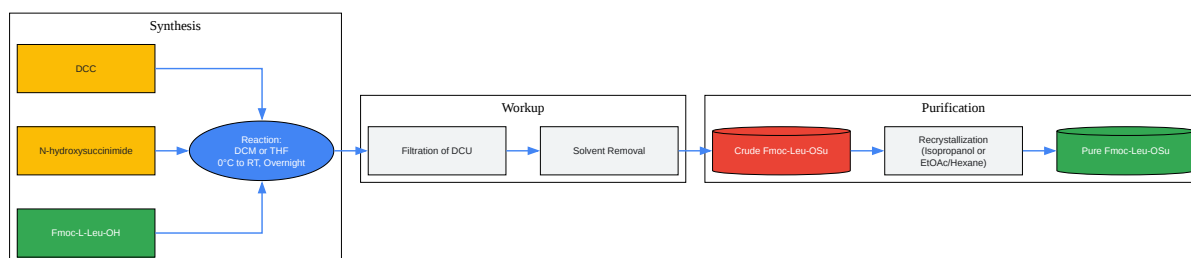 Synthesis
DCC
N-hydroxysuccinimide
Fmoc-L-Leu-OH
Reaction:
DCM or THF
0°C to RT, Overnight
Workup
Filtration of DCU
Solvent Removal
Purification
Crude Fmoc-Leu-OSu
Recrystallization
(Isopropanol or
EtOAc/Hexane)
Pure Fmoc-Leu-OSu